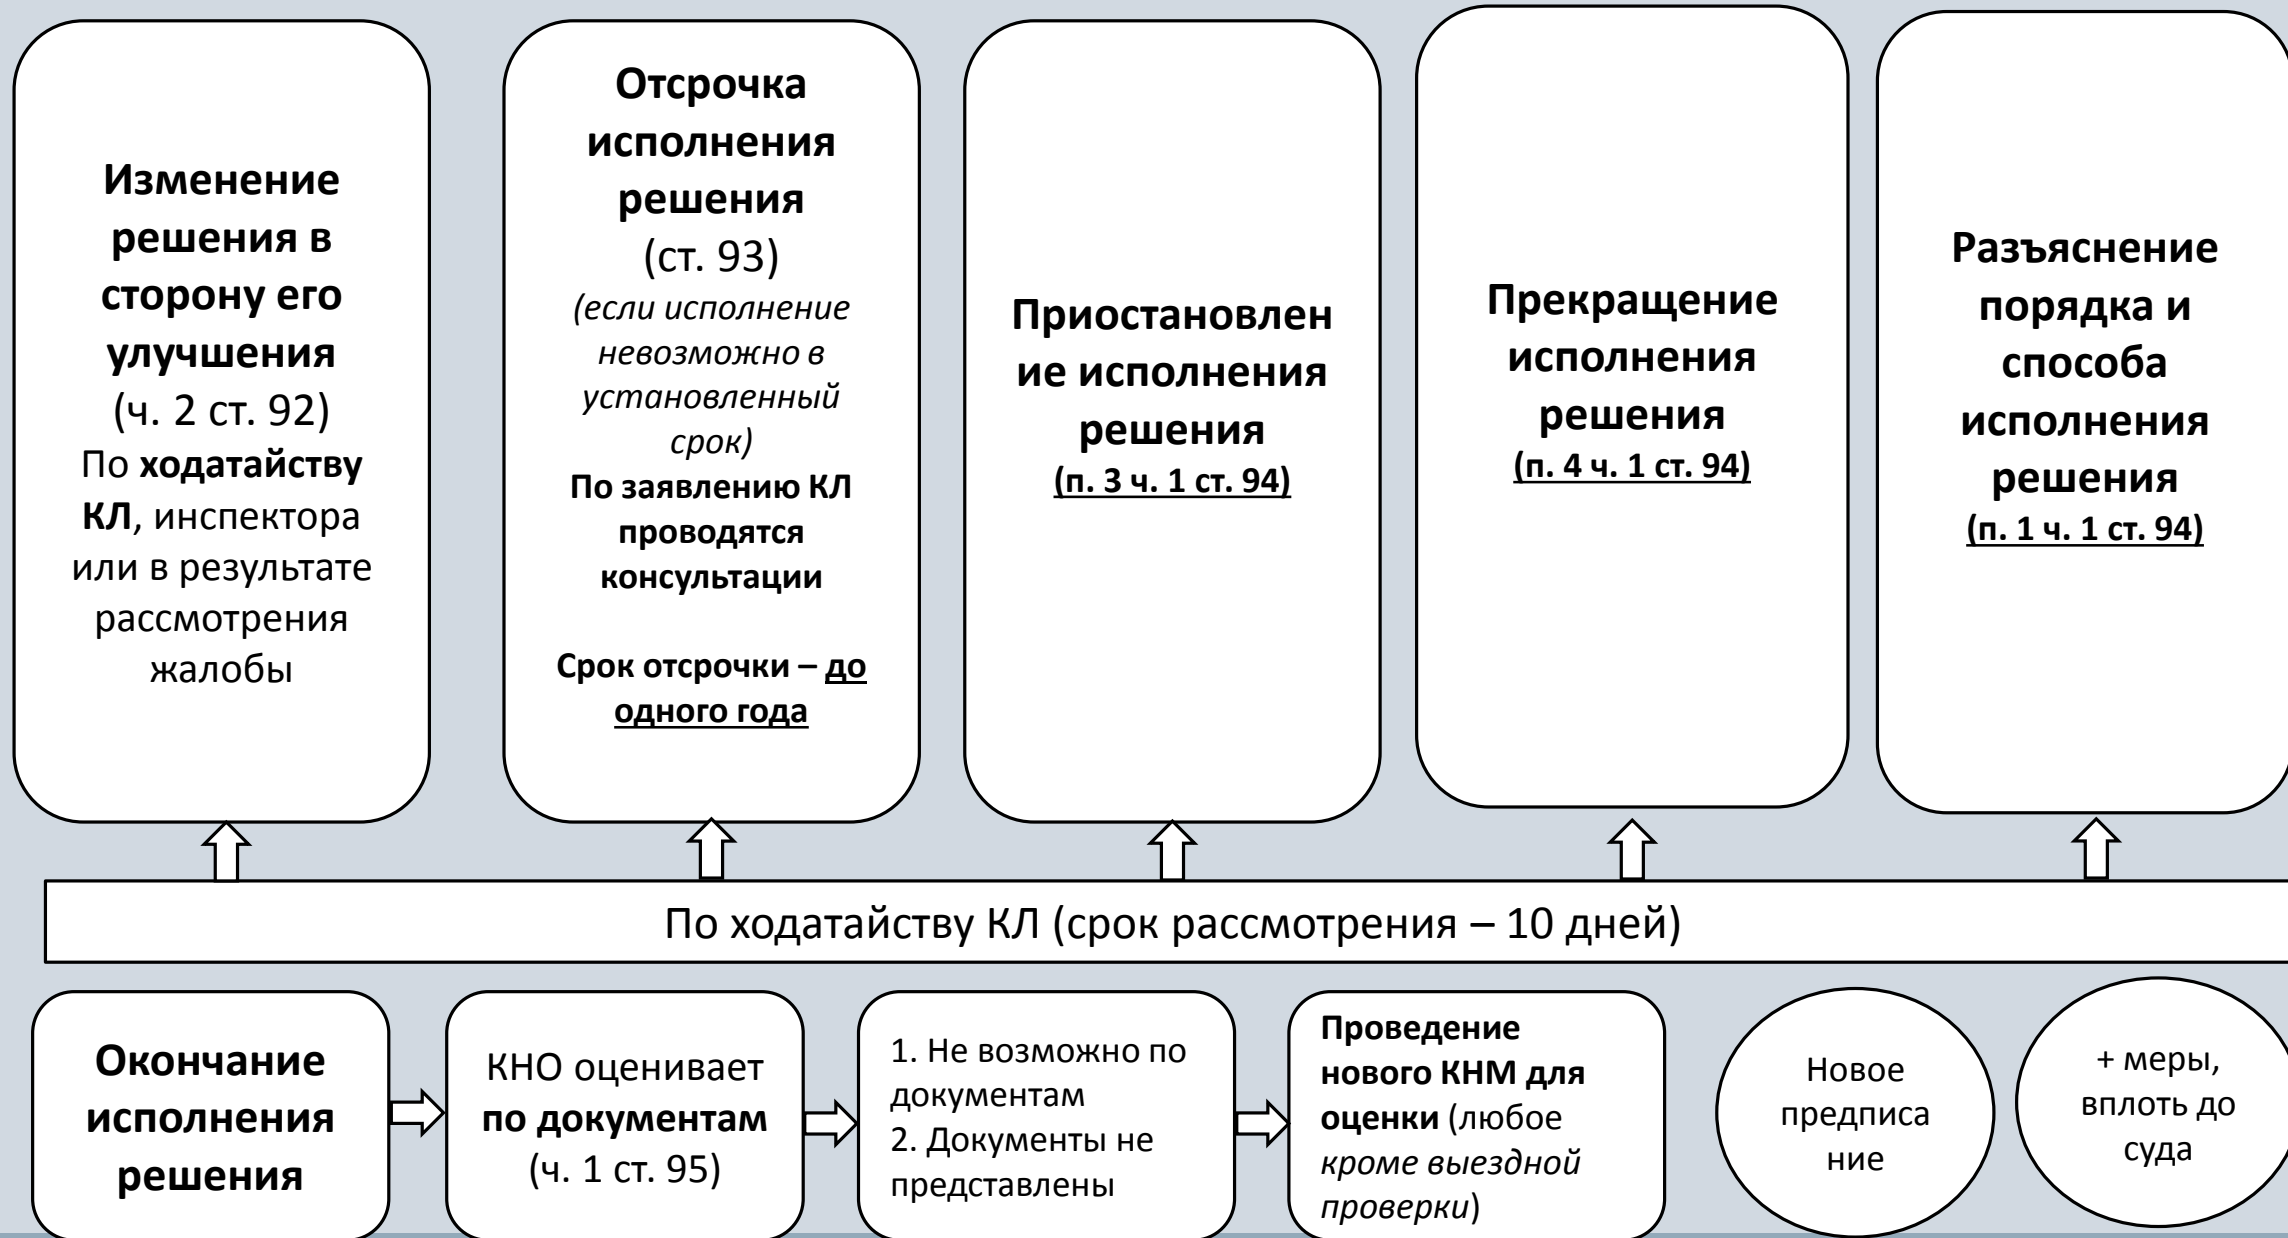 Изменение
решения в
сторону его
улучшения
(ч. 2 ст. 92)
По ходатайству
КЛ, инспектора
или в результате
рассмотрения
жалобы
Отсрочка
исполнения
решения
(ст. 93)
(если исполнение
невозможно в
установленный
срок)
По заявлению КЛ
проводятся
консультации
Срок отсрочки – до
одного года
Приостановлен
ие исполнения
решения
(п. 3 ч. 1 ст. 94)
Прекращение
исполнения
решения
(п. 4 ч. 1 ст. 94)
Разъяснение
порядка и
способа
исполнения
решения
(п. 1 ч. 1 ст. 94)
По ходатайству КЛ (срок рассмотрения – 10 дней)
Окончание
исполнения
решения
КНО оценивает
по документам
(ч. 1 ст. 95)
1. Не возможно по
документам
2. Документы не
представлены
Проведение
нового КНМ для
оценки (любое
кроме выездной
проверки)
Новое
предписа
ние
+ меры,
вплоть до
суда